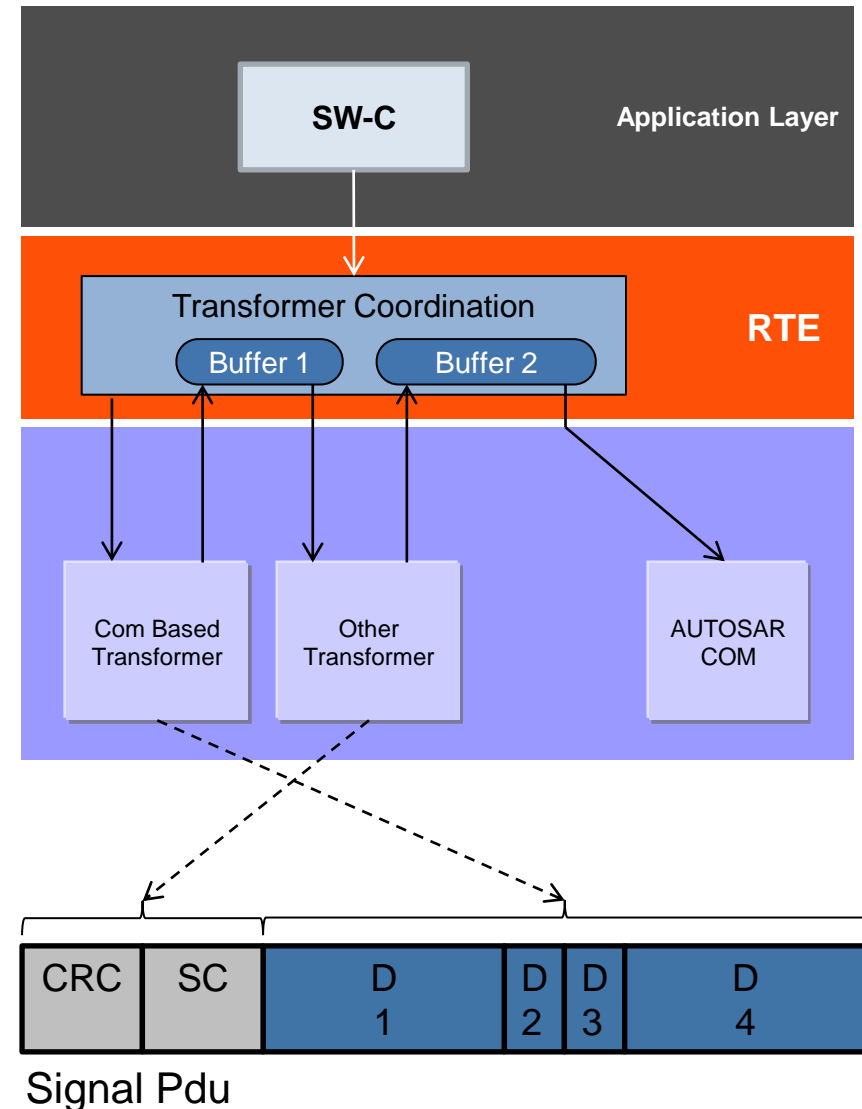 SW-C
Application Layer
Transformer Coordination
RTE
Buffer 1
Buffer 2
Com Based
Transformer
Other
Transformer
AUTOSAR
COM
CRC
SC
D
1
D
2
D
3
D
4
Signal Pdu